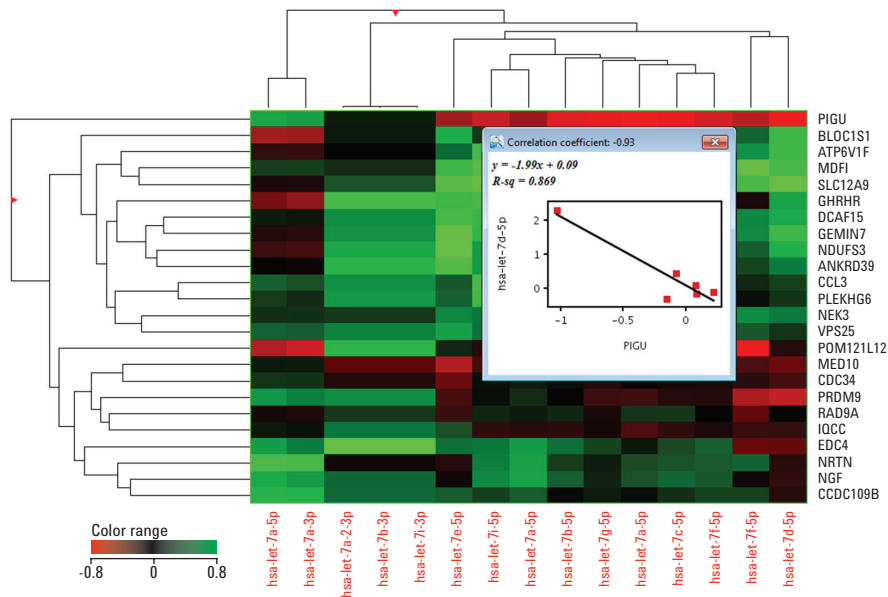 PIGU
BLOC1S1
ATP6V1F
MDFI
SLC12A9
GHRHR
DCAF15
GEMIN7
NDUFS3
ANKRD39
CCL3
PLEKHG6
NEK3
VPS25
POM121L12
MED10
CDC34
PRDM9
RAD9A
IQCC
EDC4
NRTN
NGF
CCDC109B
Correlation coefficient: -0.93
y = -1.99x + 0.09
R-sq = 0.869
hsa-let-7d-5p
2
1
0
-1
-0.5
0
PIGU
hsa-let-7a-5p
hsa-let-7a-3p
hsa-let-7a-2-3p
hsa-let-7b-3p
hsa-let-7i-3p
hsa-let-7e-5p
hsa-let-7i-5p
hsa-let-7a-5p
hsa-let-7b-5p
hsa-let-7g-5p
hsa-let-7a-5p
hsa-let-7c-5p
hsa-let-7f-5p
hsa-let-7f-5p
hsa-let-7d-5p
Color range
-0.8 0 0.8